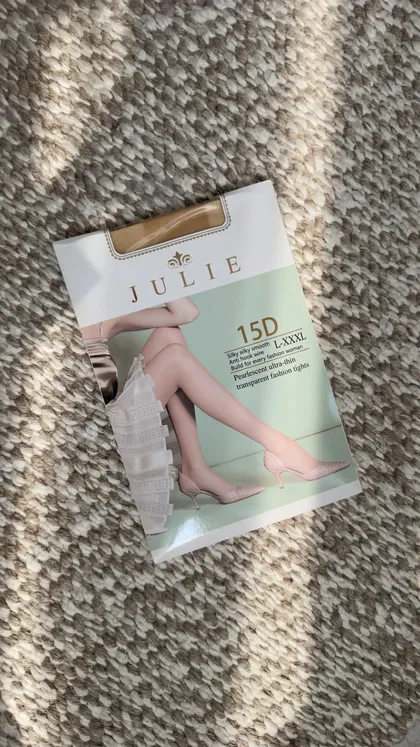 JULIE
15D
Silky silky smooth
Anti hook wire L-XXXL
Build for every fashion woman
Pearlescent ultra-thin
transparent fashion tights